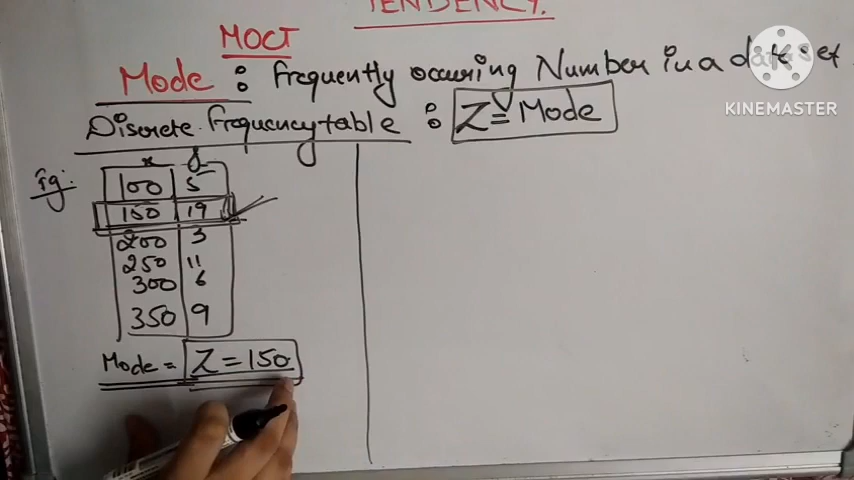 TENDENCY.
MOCT
Mode : frequently occuring Number in a data set
Discrete frequency table : Z = Mode
Eg:
x f
100 5
150 19
200 3
250 11
300 6
350 9
Mode = Z = 150
KINEMASTER